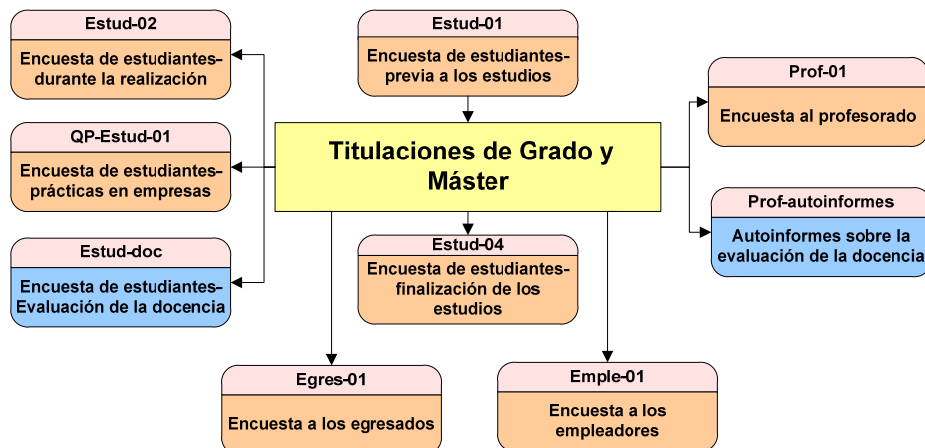 Estud-02
Encuesta de estudiantes-
durante la realización
Estud-01
Encuesta de estudiantes-
previa a los estudios
Prof-01
Encuesta al profesorado
QP-Estud-01
Encuesta de estudiantes-
prácticas en empresas
Titulaciones de Grado y
Máster
Prof-autoinformes
Autoinformes sobre la
evaluación de la docencia
Estud-doc
Encuesta de estudiantes-
Evaluación de la docencia
Estud-04
Encuesta de estudiantes-
finalización de los
estudios
Egres-01
Encuesta a los egresados
Emple-01
Encuesta a los
empleadores